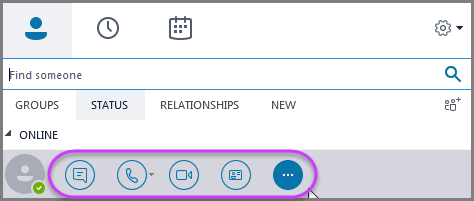 Find someone
GROUPS STATUS RELATIONSHIPS NEW
ONLINE